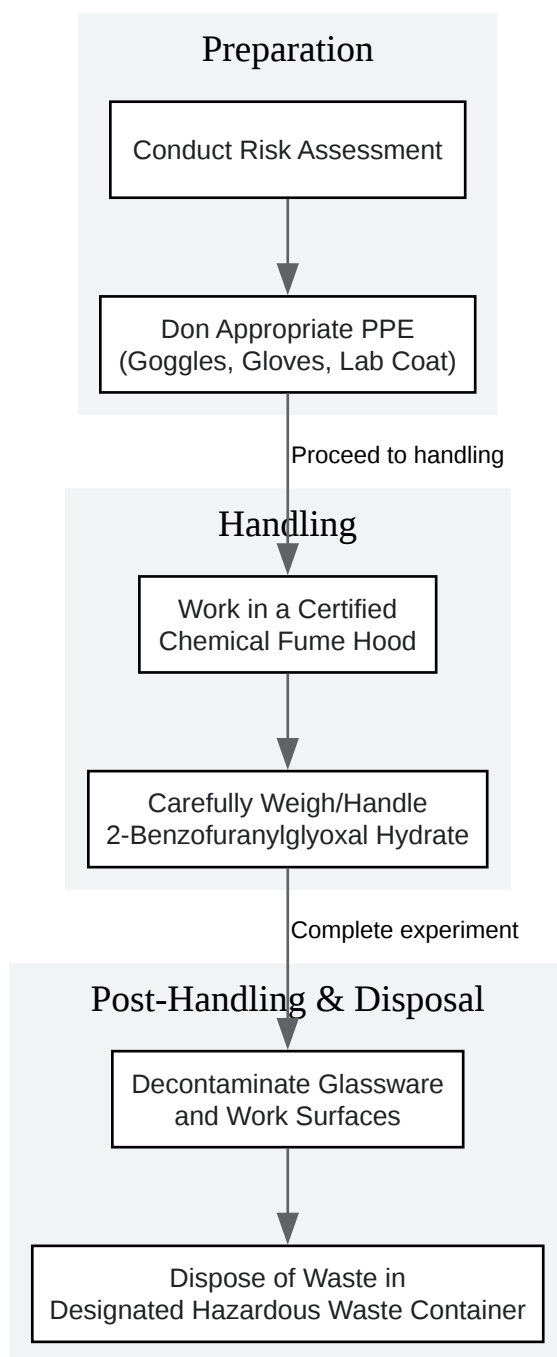 Preparation
Conduct Risk Assessment
Don Appropriate PPE
(Goggles, Gloves, Lab Coat)
Proceed to handling
Handling
Work in a Certified
Chemical Fume Hood
Carefully Weigh/Handle
2-Benzofuranylglyoxal Hydrate
Complete experiment
Post-Handling & Disposal
Decontaminate Glassware
and Work Surfaces
Dispose of Waste in
Designated Hazardous Waste Container